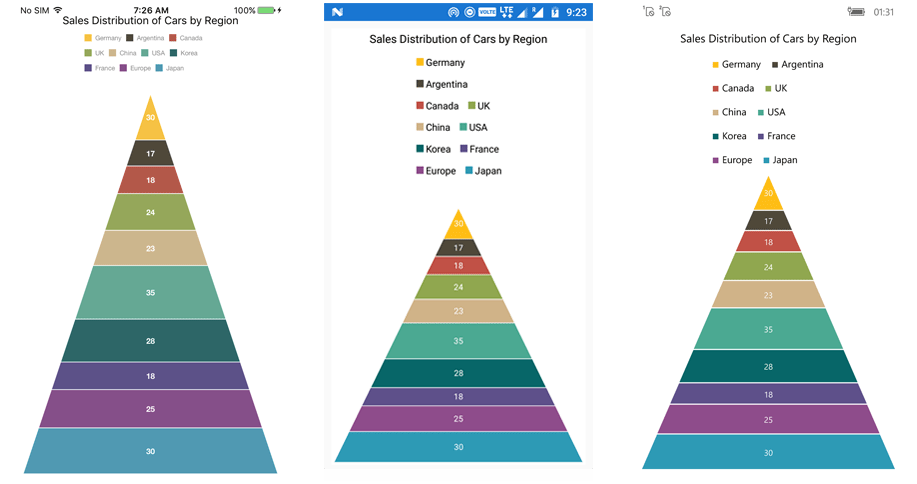 No SIM 7:26 AM 100%
Sales Distribution of Cars by Region
Germany Argentina Canada
UK China USA Korea
France Europe Japan
30
17
18
24
23
35
28
18
25
30
N VOLTE LTE R 9:23
Sales Distribution of Cars by Region
Germany
Argentina
Canada UK
China USA
Korea France
Europe Japan
30
17
18
24
23
35
28
18
25
30
1 2 01:31
Sales Distribution of Cars by Region
Germany Argentina
Canada UK
China USA
Korea France
Europe Japan
30
17
18
24
23
35
28
18
25
30